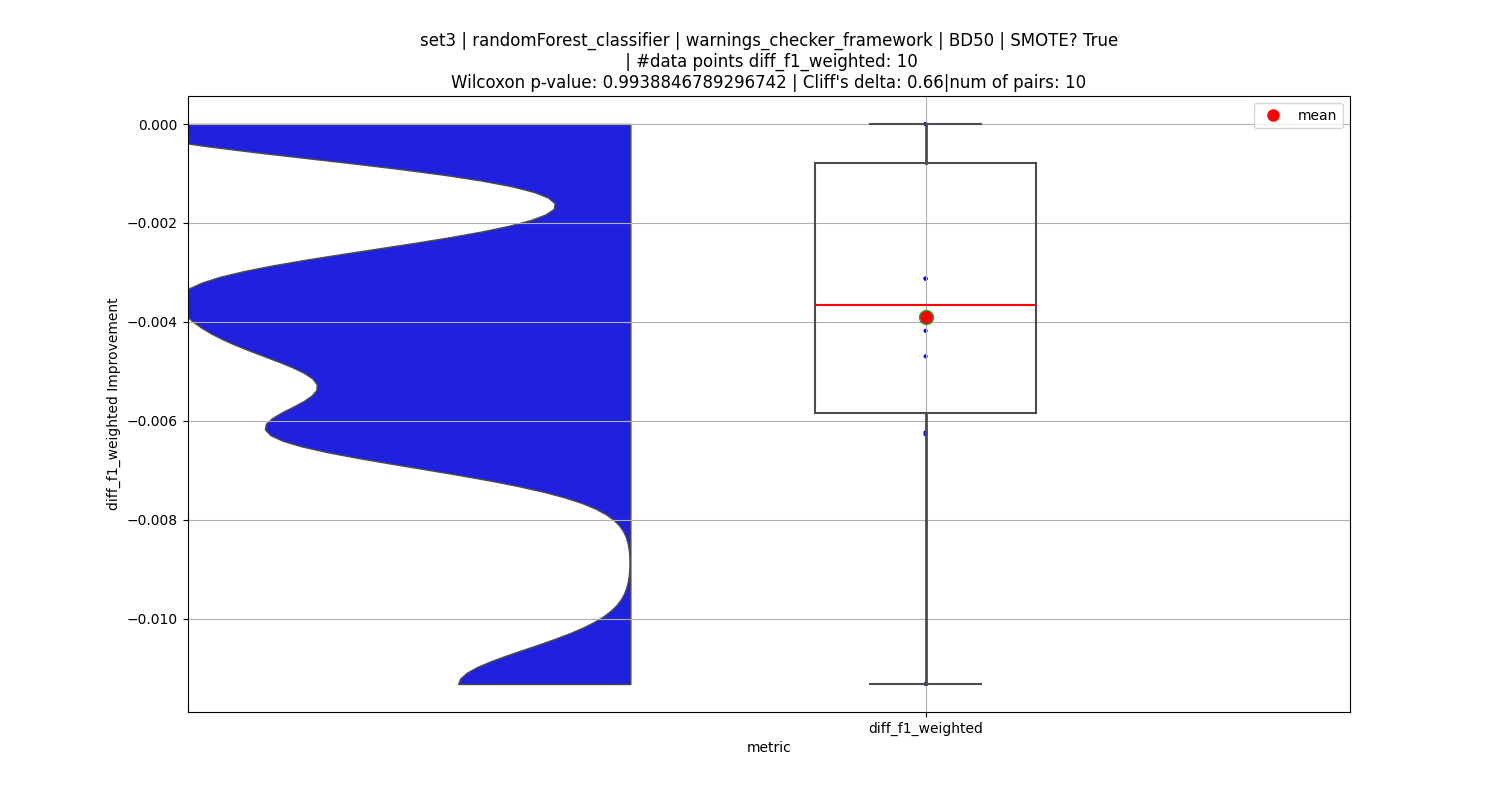 set3 | randomForest_classifier | warnings_checker_framework | BD50 | SMOTE? True
| #data points diff_f1_weighted: 10
Wilcoxon p-value: 0.9938846789296742 | Cliff's delta: 0.66|num of pairs: 10
mean
0.000
−0.002
−0.004
−0.006
−0.008
−0.010
diff_f1_weighted Improvement
diff_f1_weighted
metric